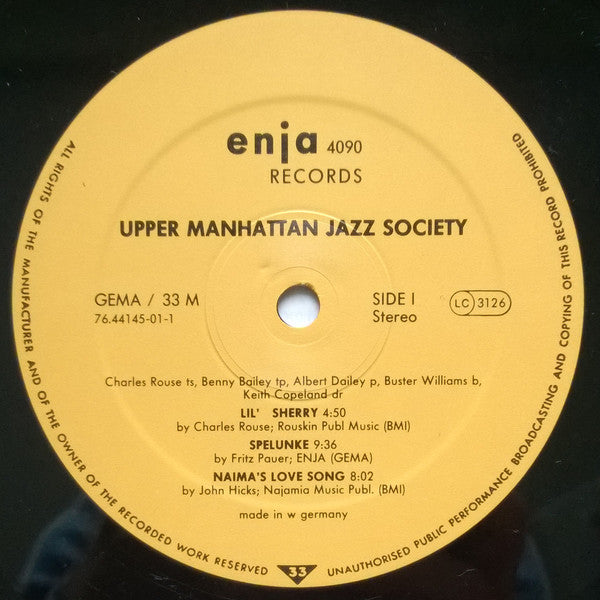 enja 4090
RECORDS
UPPER MANHATTAN JAZZ SOCIETY
GEMA / 33 M
76.44145-01-1
SIDE I
Stereo
LC 3126
Charles Rouse ts, Benny Bailey tp, Albert Dailey p, Buster Williams b,
Keith Copeland dr
LIL' SHERRY 4:50
by Charles Rouse; Rouskin Publ Music (BMI)
SPELUNKE 9:36
by Fritz Pauer; ENJA (GEMA)
NAIMA'S LOVE SONG 8:02
by John Hicks; Najamia Music Publ. (BMI)
made in w germany
ALL RIGHTS OF THE MANUFACTURER AND OF THE OWNER OF THE RECORDED WORK RESERVED
33
UNAUTHORISED PUBLIC PERFORMANCE BROADCASTING AND COPYING OF THIS RECORD PROHIBITED